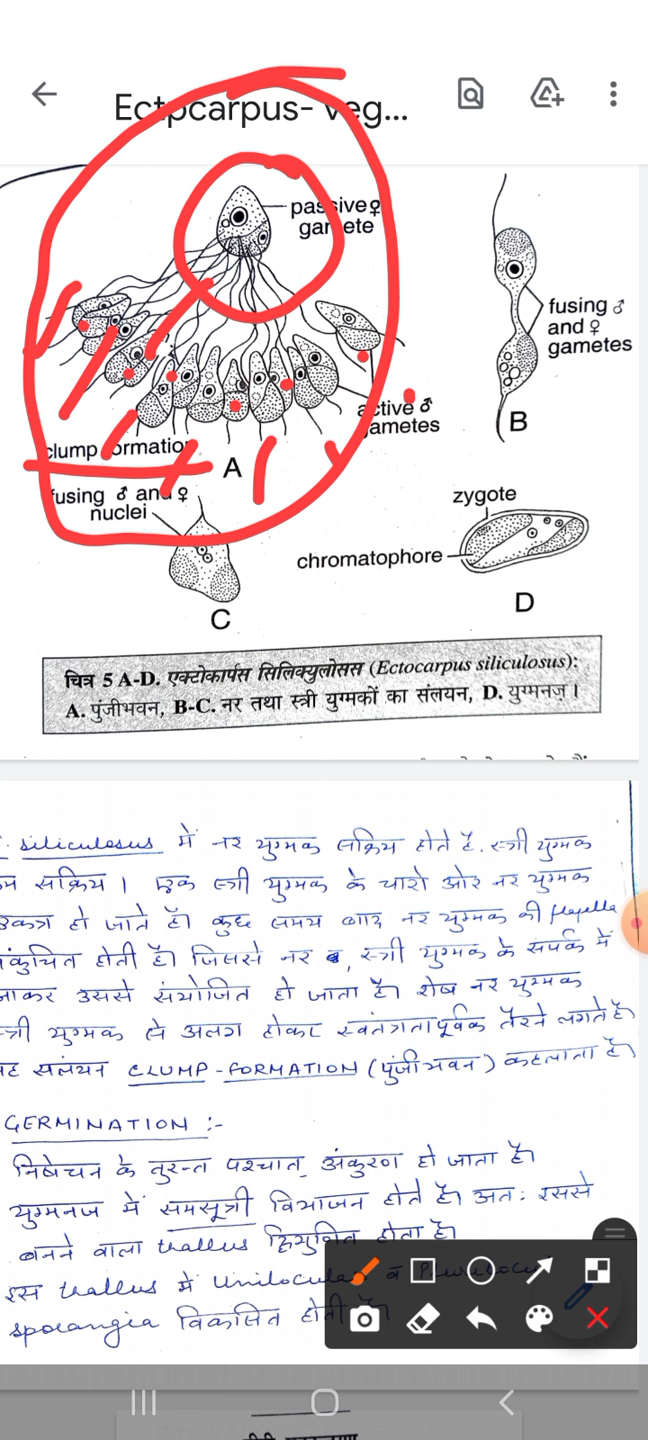 Ectocarpus- veg...
passive ♀
gamete
fusing ♂
and ♀
gametes
active ♂
gametes
B
clump formation
A
fusing ♂ and ♀
nuclei
zygote
chromatophore
D
C
चित्र 5 A-D. एक्टोकार्पस सिलिक्युलोसस (Ectocarpus siliculosus):
A. पुंजीभवन, B-C. नर तथा स्त्री युग्मकों का संलयन, D. युग्मनज़ ।
siliculosus में नर युग्मक सक्रिय होते है. स्त्री युग्मक
सक्रिय । एक स्त्री युग्मक के चारो ओर नर युग्मक
हो जाते है। कुछ समय बाद नर युग्मक की flagella
होती है। जिससे नर व, स्त्री युग्मक के संपर्क में
उससे संयोजित हो जाता है। शेष नर युग्मक
युग्मक से अलग होकर स्वतंत्रतापूर्वक तैरने लगते है।
संलयन CLUMP-FORMATION (पुंजीभवन) कहलाता है।
GERMINATION :-
निषेचन के तुरन्त पश्चात् अंकुरण हो जाता है।
युग्मनज में समसूत्री विभाजन होते है। अत: इससे
बनने वाला thallus द्विगुणित होता है।
इस thallus में Unilocular व
sporangia विकसित होती है।